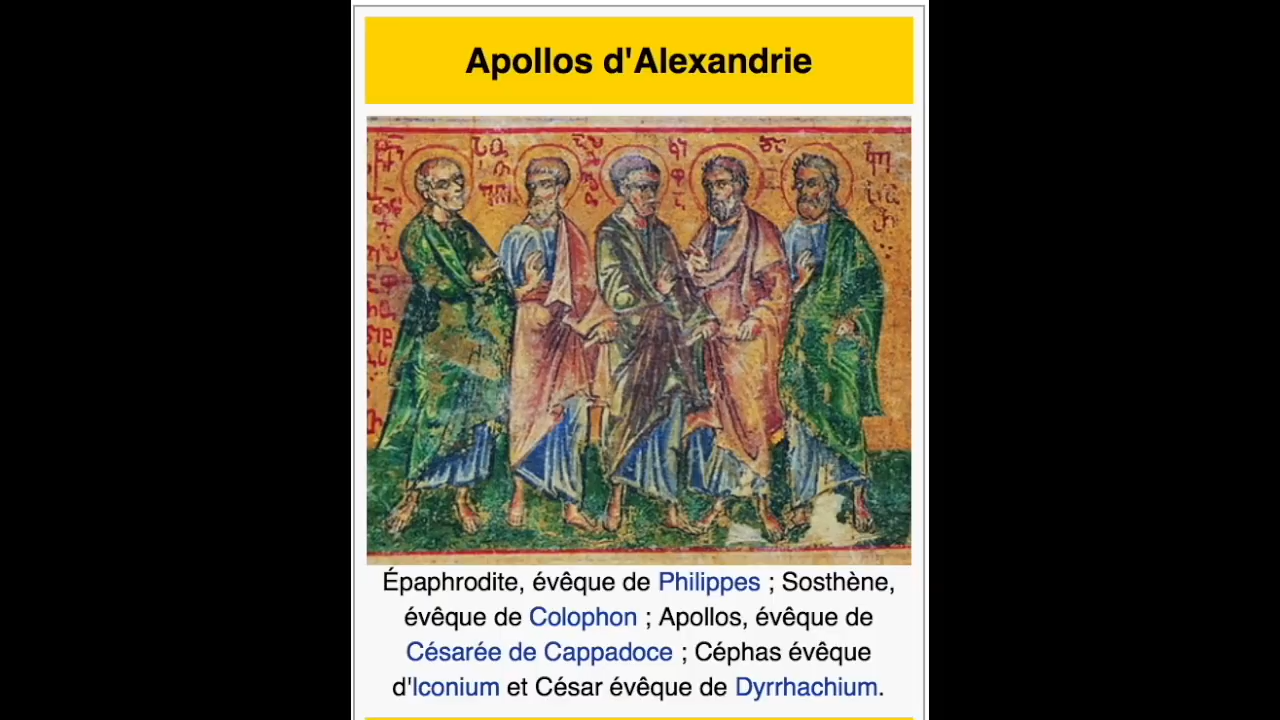 Apollos d'Alexandrie
Épaphrodite, évêque de Philippes ; Sosthène,
évêque de Colophon ; Apollos, évêque de
Césarée de Cappadoce ; Céphas évêque
d'Iconium et César évêque de Dyrrhachium.